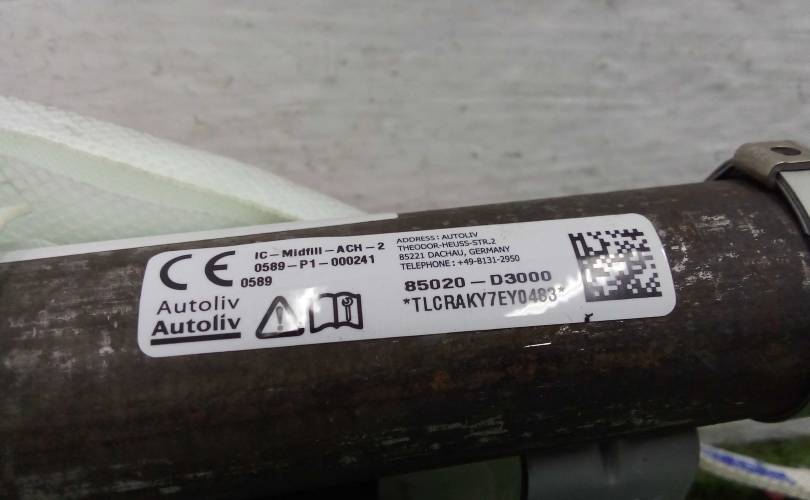 CE
0589
IC-Midfill-ACH-2
0589-P1-000241
Autoliv
Autoliv
ADDRESS: AUTOLIV
THEODOR-HEUSS-STR.2
85221 DACHAU, GERMANY
TELEPHONE: +49-8131-2950
85020-D3000
*TLCRAKY7EY0483*